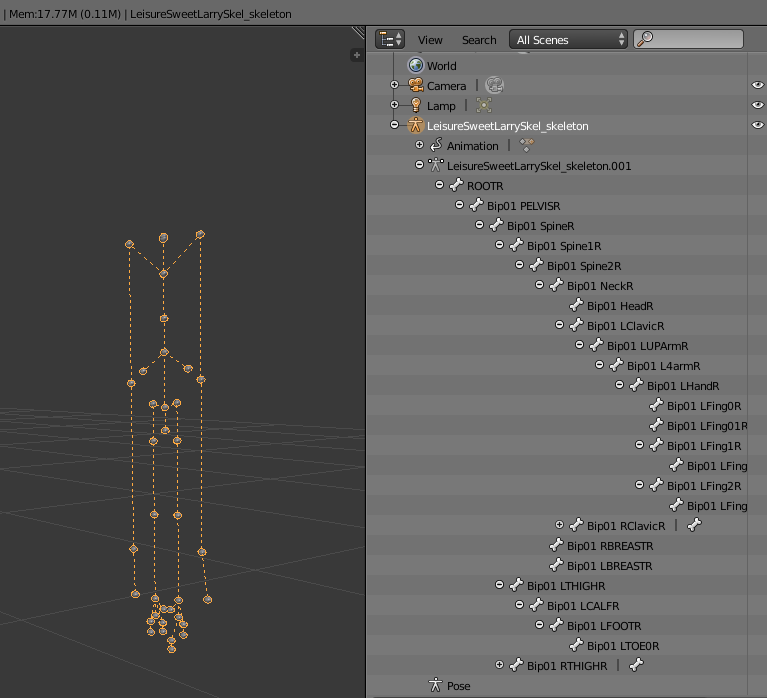 | Mem:17.77M (0.11M) | LeisureSweetLarrySkel_skeleton
View Search All Scenes
World
Camera
Lamp
LeisureSweetLarrySkel_skeleton
Animation
LeisureSweetLarrySkel_skeleton.001
ROOTR
Bip01 PELVISR
Bip01 SpineR
Bip01 Spine1R
Bip01 Spine2R
Bip01 NeckR
Bip01 HeadR
Bip01 LClavicR
Bip01 LUPArmR
Bip01 L4armR
Bip01 LHandR
Bip01 LFing0R
Bip01 LFing01R
Bip01 LFing1R
Bip01 LFing
Bip01 LFing2R
Bip01 LFing
Bip01 RClavicR
Bip01 RBREASTR
Bip01 LBREASTR
Bip01 LTHIGHR
Bip01 LCALFR
Bip01 LFOOTR
Bip01 LTOE0R
Bip01 RTHIGHR
Pose